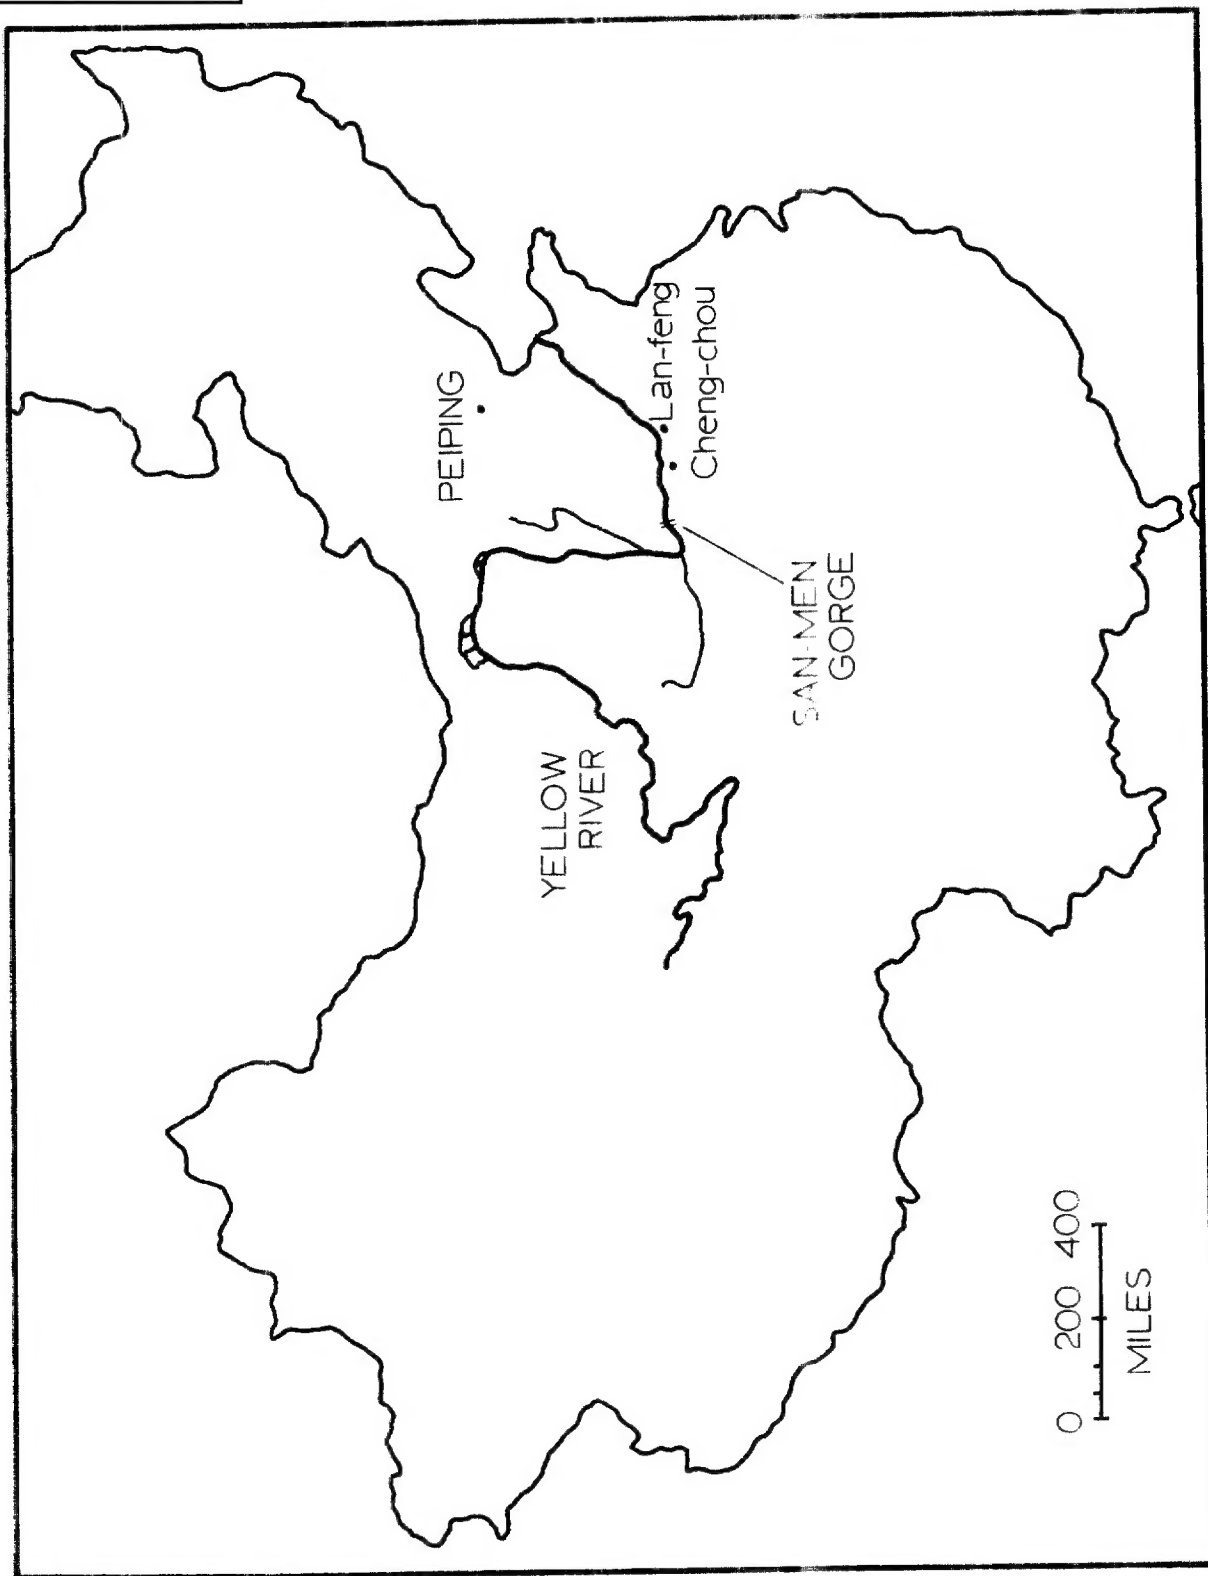 PEIPING
Lan-feng
Cheng-chou
YELLOW
RIVER
SAN-MEN
GORGE
0 200 400
MILES